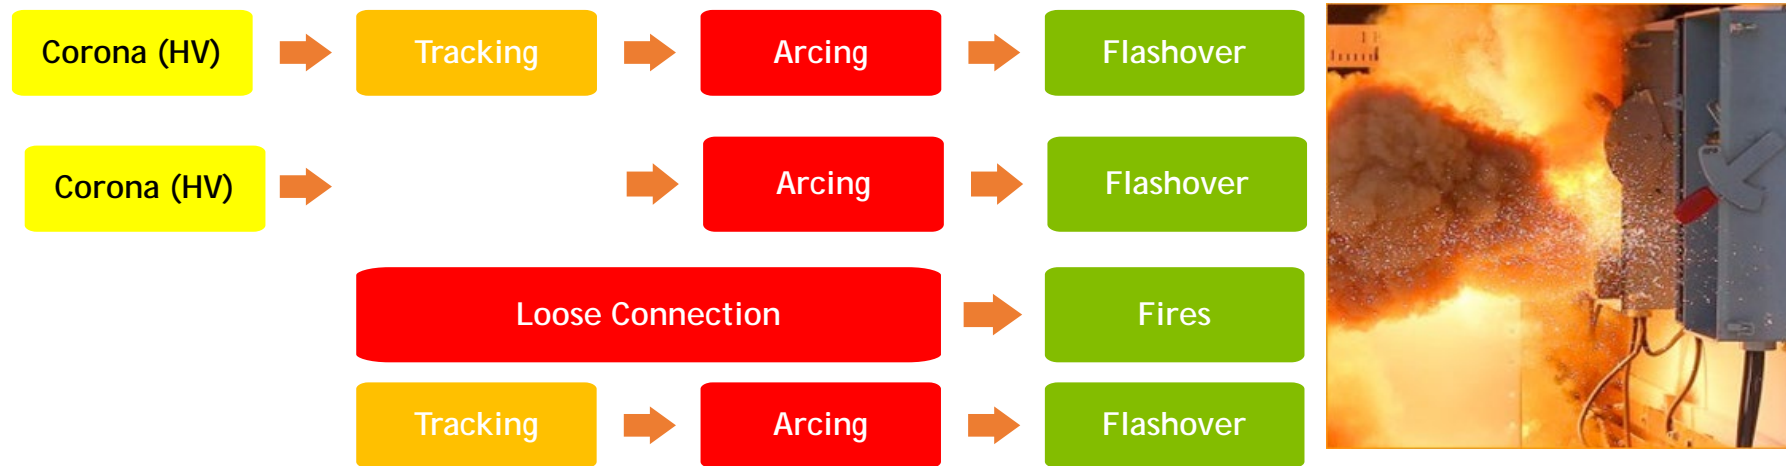 Corona (HV) Tracking Arcing Flashover
Corona (HV) Arcing Flashover
Loose Connection Fires
Tracking Arcing Flashover